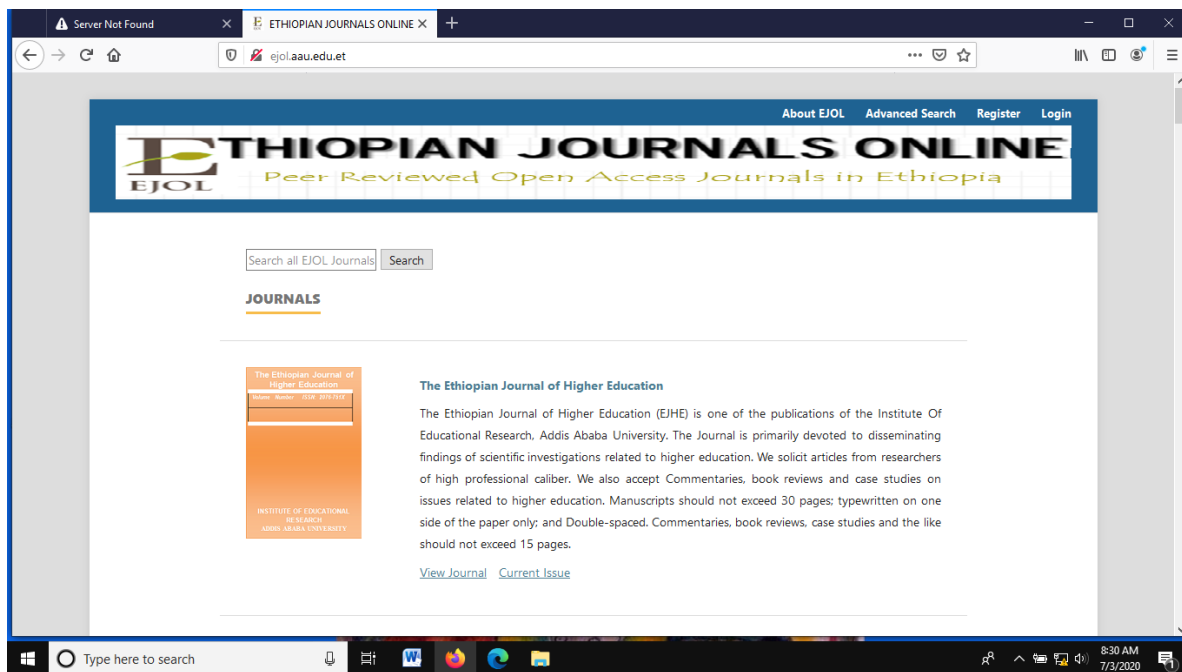 Server Not Found
ETHIOPIAN JOURNALS ONLINE
ejol.aau.edu.et
About EJOL Advanced Search Register Login
ETHIOPIAN JOURNALS ONLINE
EJOL
Peer Reviewed Open Access Journals in Ethiopia
Search all EJOL Journals Search
JOURNALS
The Ethiopian Journal of
Higher Education
Volume Number ISSN
INSTITUTE OF EDUCATIONAL
RESEARCH
ADDIS ABABA UNIVERSITY
The Ethiopian Journal of Higher Education
The Ethiopian Journal of Higher Education (EJHE) is one of the publications of the Institute Of
Educational Research, Addis Ababa University. The Journal is primarily devoted to disseminating
findings of scientific investigations related to higher education. We solicit articles from researchers
of high professional caliber. We also accept Commentaries, book reviews and case studies on
issues related to higher education. Manuscripts should not exceed 30 pages; typewritten on one
side of the paper only; and Double-spaced. Commentaries, book reviews, case studies and the like
should not exceed 15 pages.
View Journal Current Issue
Type here to search
8:30 AM
7/3/2020